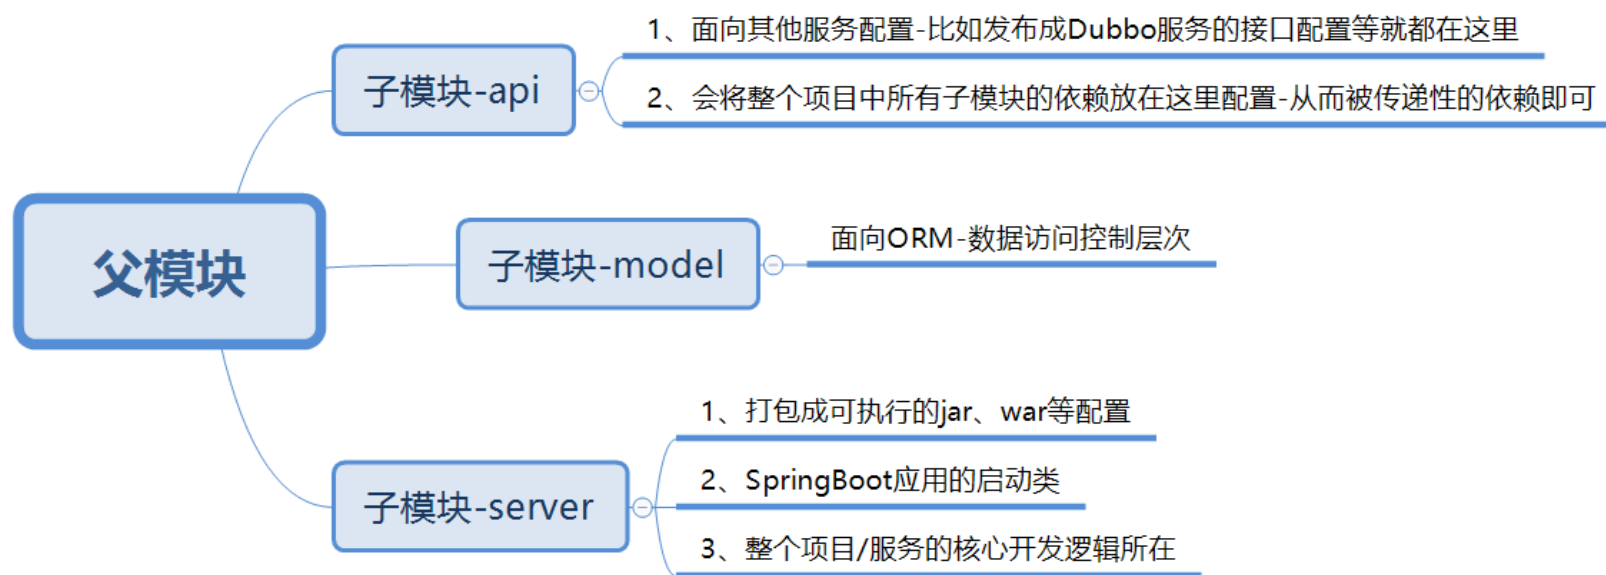 1、面向其他服务配置-比如发布成Dubbo服务的接口配置等就都在这里
子模块-api
2、会将整个项目中所有子模块的依赖放在这里配置-从而被传递性的依赖即可
父模块
子模块-model
面向ORM-数据访问控制层次
1、打包成可执行的jar、war等配置
2、SpringBoot应用的启动类
子模块-server
3、整个项目/服务的核心开发逻辑所在